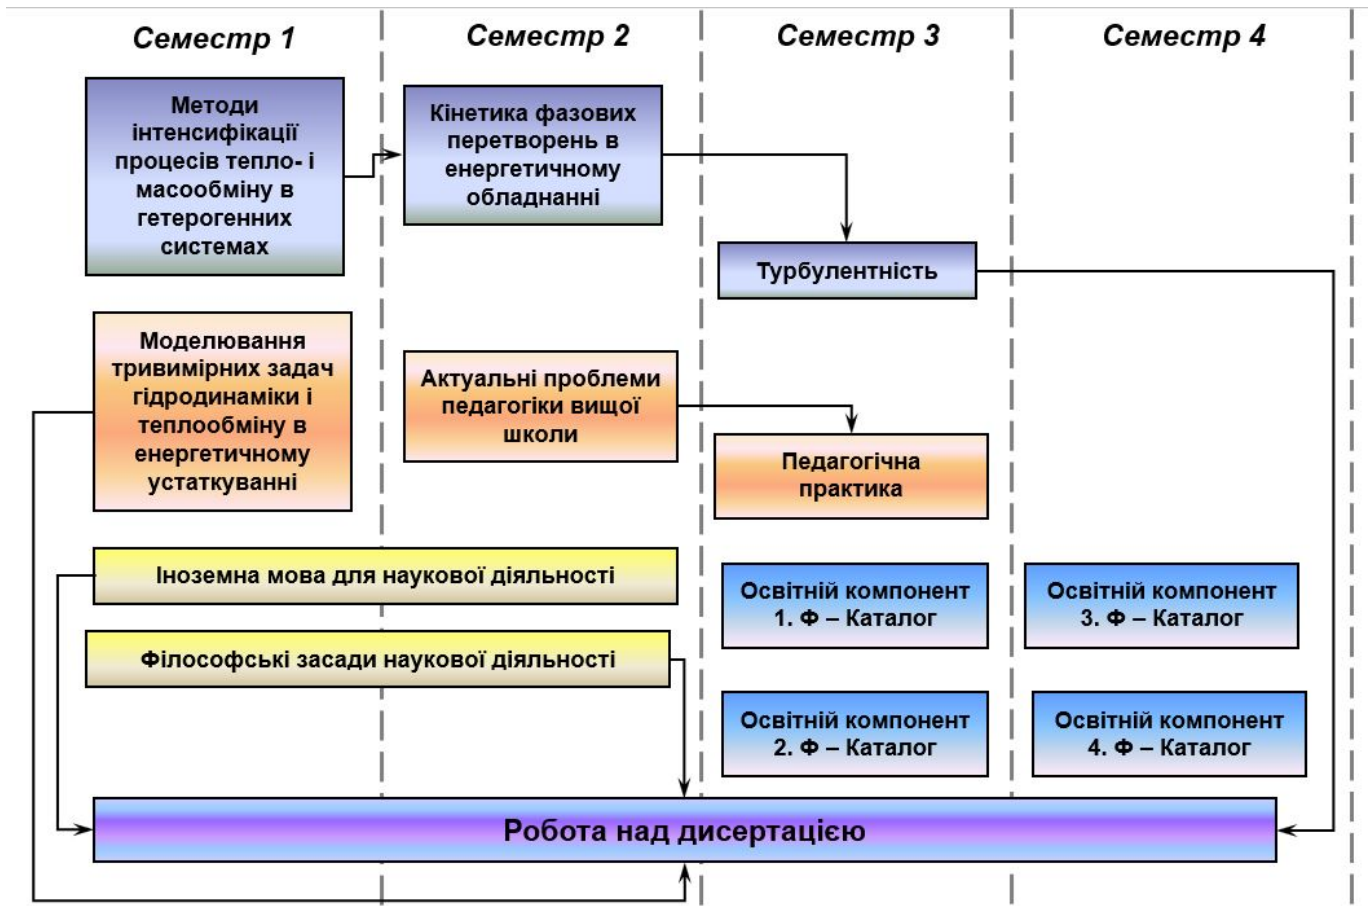 Семестр 1
Семестр 2
Семестр 3
Семестр 4
Методи
інтенсифікації
процесів тепло- і
масообміну в
гетерогенних
системах
Кінетика фазових
перетворень в
енергетичному
обладнанні
Турбулентність
Моделювання
тривимірних задач
гідродинаміки і
теплообміну в
енергетичному
устаткуванні
Актуальні проблеми
педагогіки вищої
школи
Педагогічна
практика
Іноземна мова для наукової діяльності
Філософські засади наукової діяльності
Освітній компонент
1. Ф – Каталог
Освітній компонент
3. Ф – Каталог
Освітній компонент
2. Ф – Каталог
Освітній компонент
4. Ф – Каталог
Робота над дисертацією